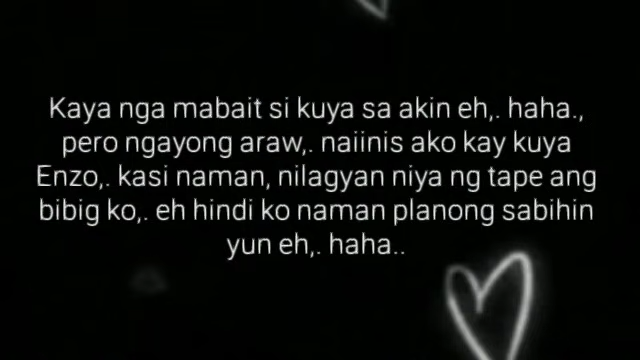 Kaya nga mabait si kuya sa akin eh,. haha.,
pero ngayong araw,. naiinis ako kay kuya
Enzo,. kasi naman, nilagyan niya ng tape ang
bibig ko,. eh hindi ko naman planong sabihin
yun eh,. haha..